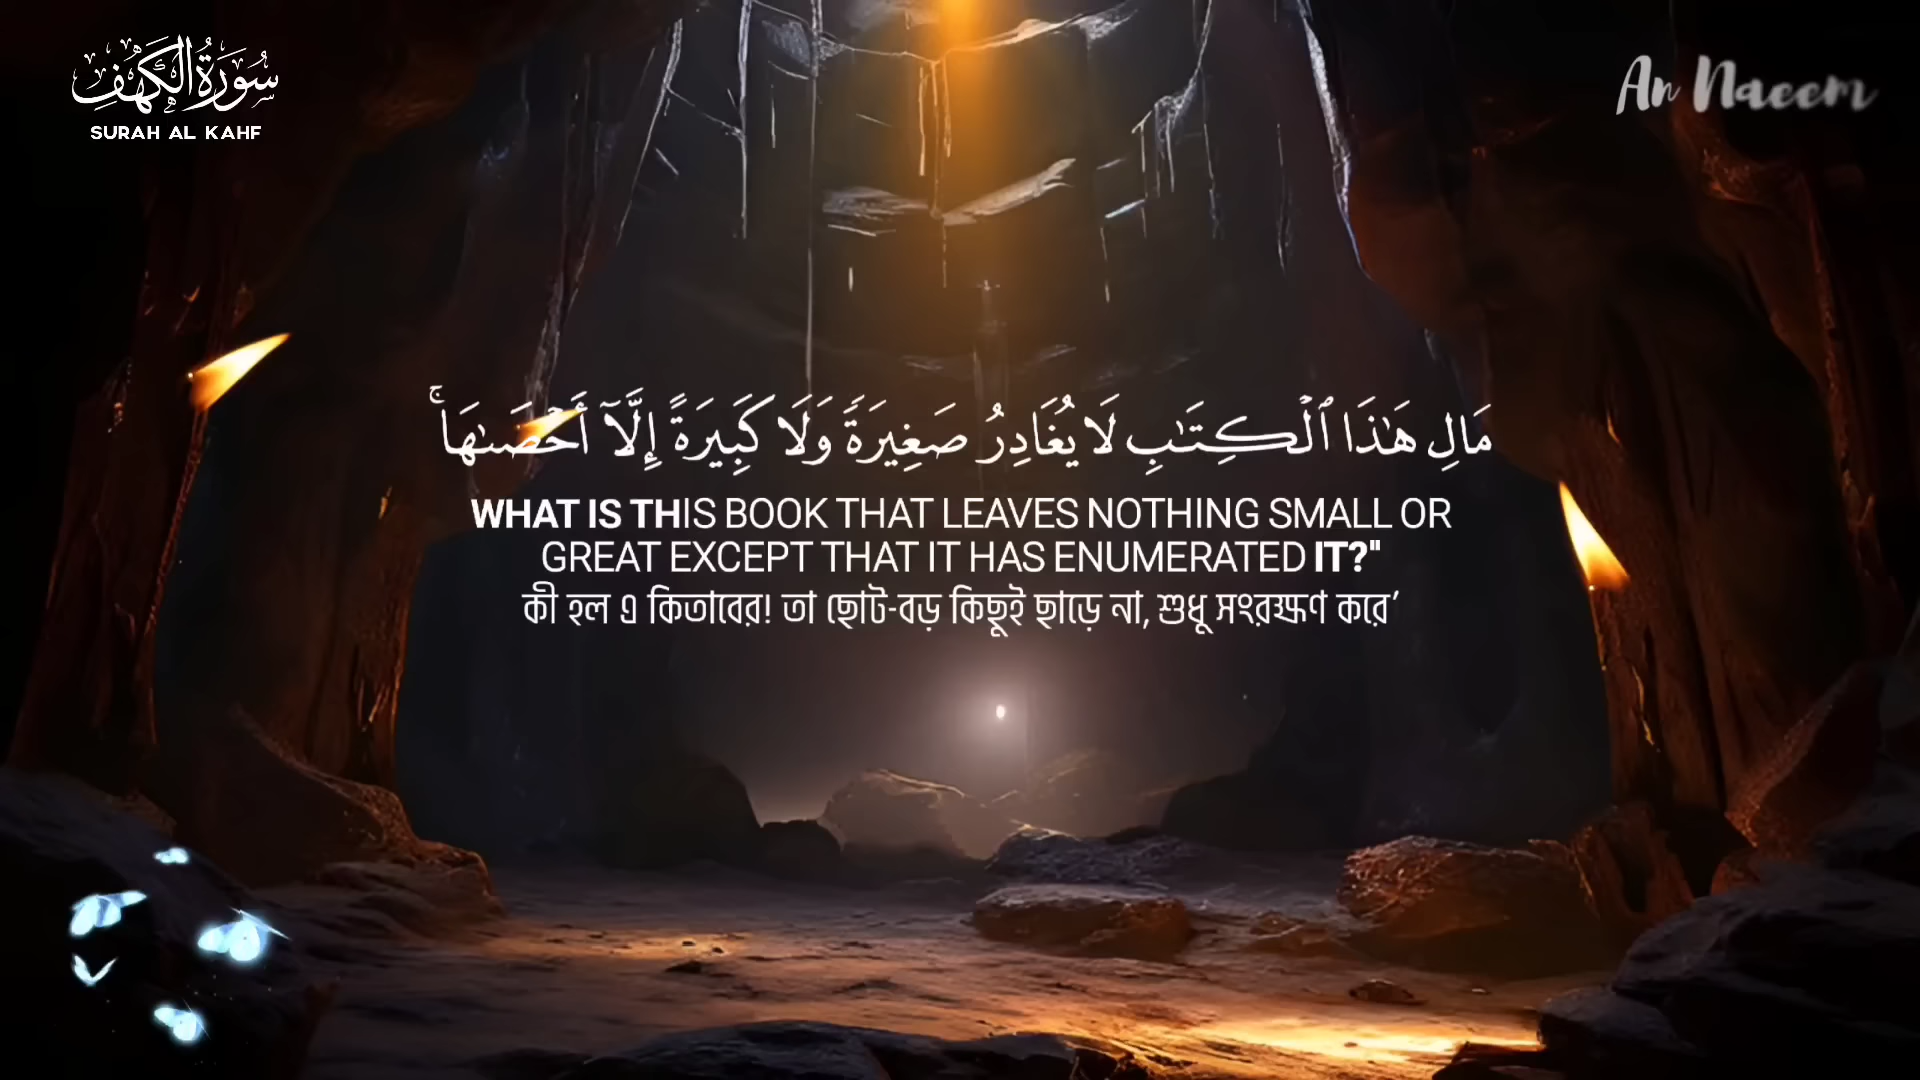 سُورَةُ الكَهْفِ
SURAH AL KAHF
An Naeem
مَالِ هَٰذَا ٱلْكِتَٰبِ لَا يُغَادِرُ صَغِيرَةً وَلَا كَبِيرَةً إِلَّآ أَحْصَىٰهَا ۚ
WHAT IS THIS BOOK THAT LEAVES NOTHING SMALL OR
GREAT EXCEPT THAT IT HAS ENUMERATED IT?"
কী হল এ কিতাবের! তা ছোট-বড় কিছুই ছাড়ে না, শুধু সংরক্ষণ করে’